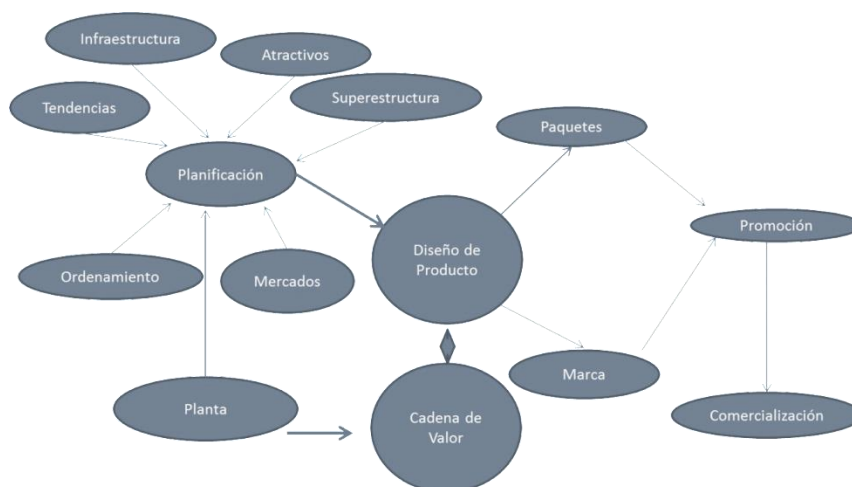 Infraestructura
Atractivos
Tendencias
Superestructura
Paquetes
Planificación
Promoción
Diseño de
Producto
Ordenamiento
Mercados
Marca
Planta
Cadena de
Valor
Comercialización